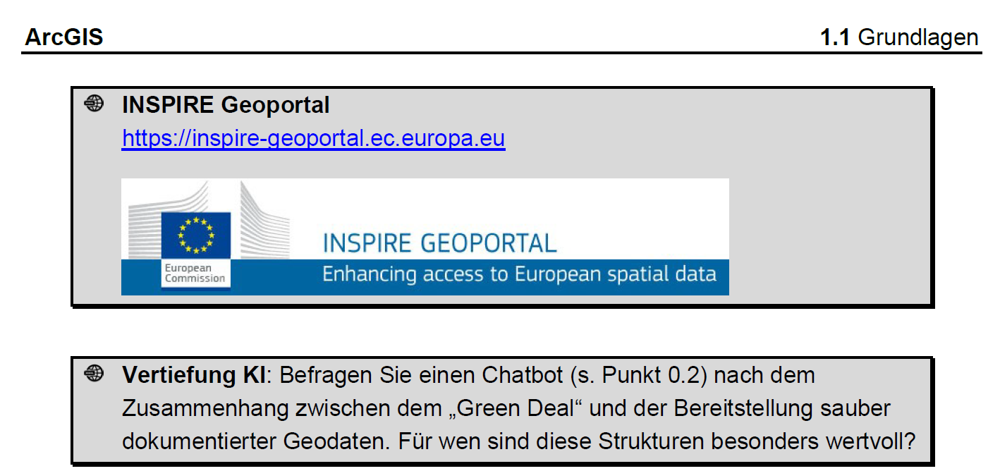 ArcGIS 1.1 Grundlagen
INSPIRE Geoportal
https://inspire-geoportal.ec.europa.eu
INSPIRE GEOPORTAL
European
Commission
Enhancing access to European spatial data
Vertiefung KI: Befragen Sie einen Chatbot (s. Punkt 0.2) nach dem
Zusammenhang zwischen dem „Green Deal“ und der Bereitstellung sauber
dokumentierter Geodaten. Für wen sind diese Strukturen besonders wertvoll?